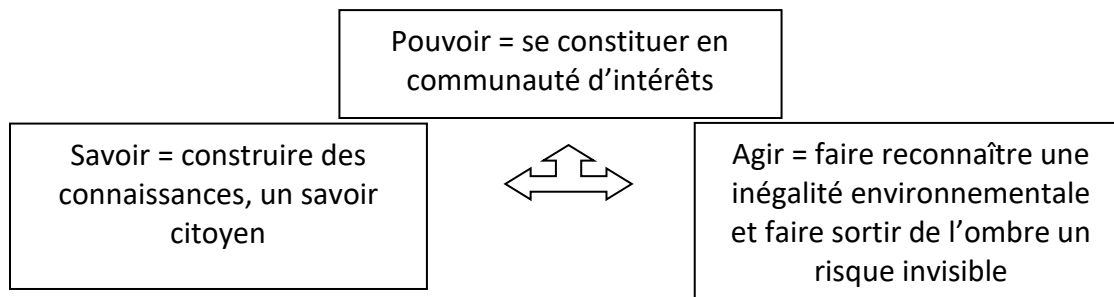 Pouvoir = se constituer en
communauté d’intérêts
Savoir = construire des
connaissances, un savoir
citoyen
Agir = faire reconnaître une
inégalité environnementale
et faire sortir de l’ombre un
risque invisible